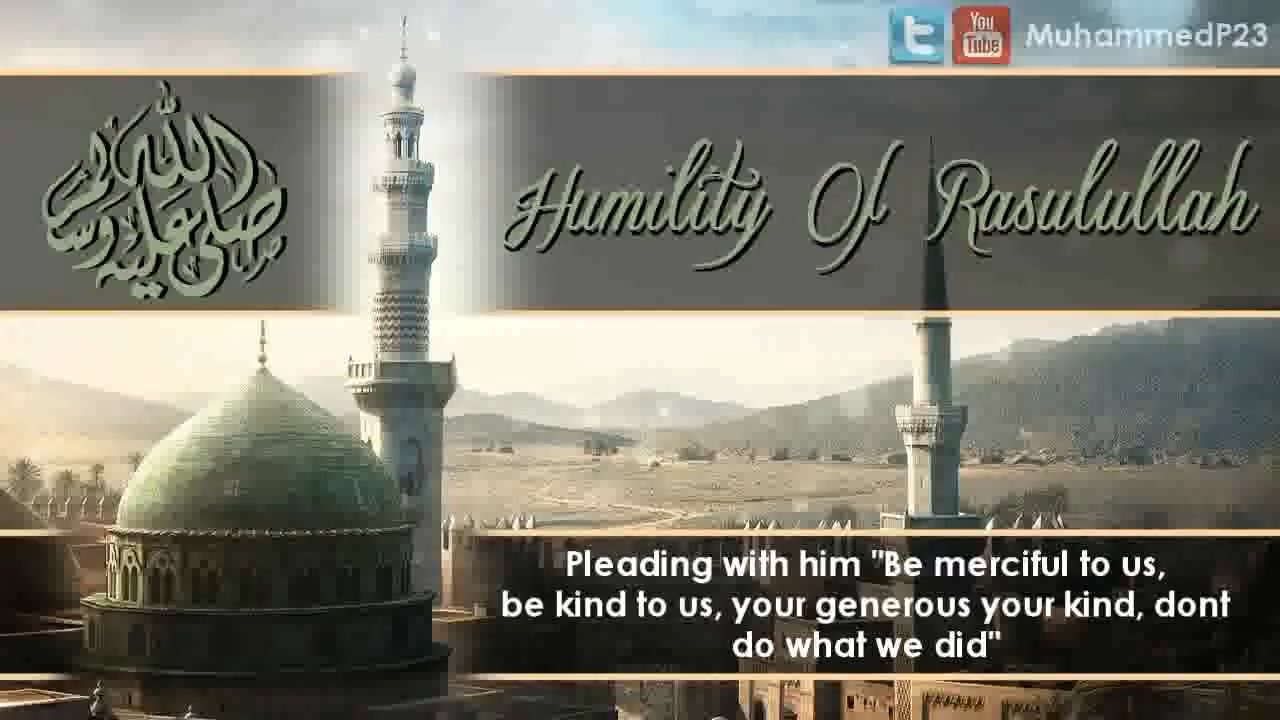 You
Tube
MuhammedP23
صلى الله عليه وسلم
Humility Of Rasulullah
Pleading with him "Be merciful to us,
be kind to us, your generous your kind, dont
do what we did"